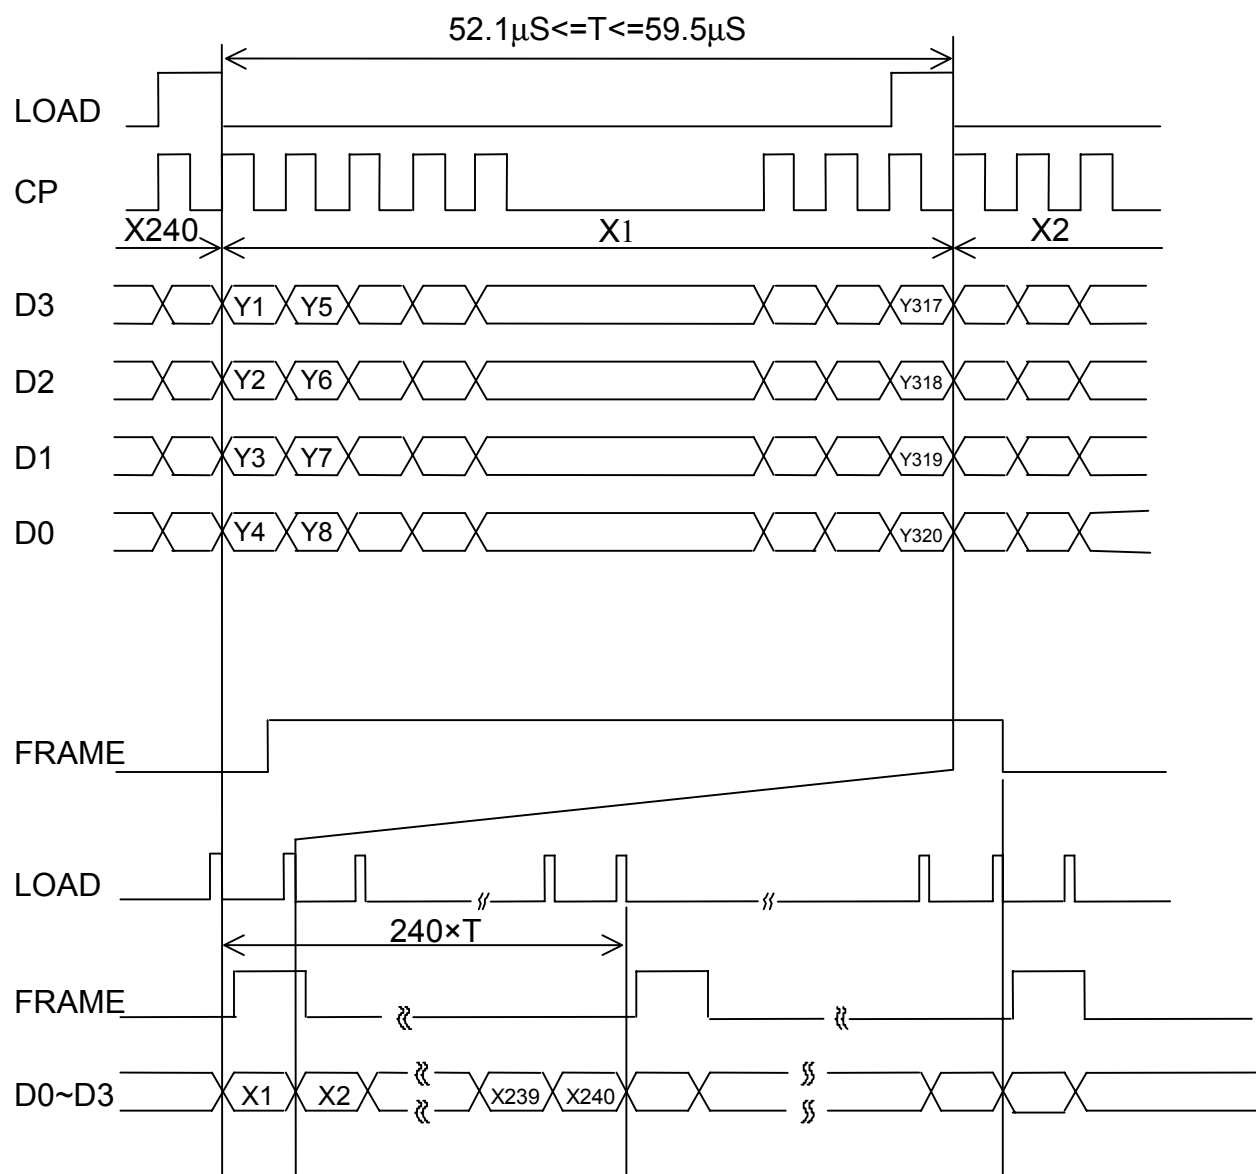 52.1μS<=T<=59.5μS
LOAD
CP
X240 X1 X2
D3 Y1 Y5 Y317
D2 Y2 Y6 Y318
D1 Y3 Y7 Y319
D0 Y4 Y8 Y320
FRAME
LOAD
240×T
FRAME
D0~D3 X1 X2 X239 X240